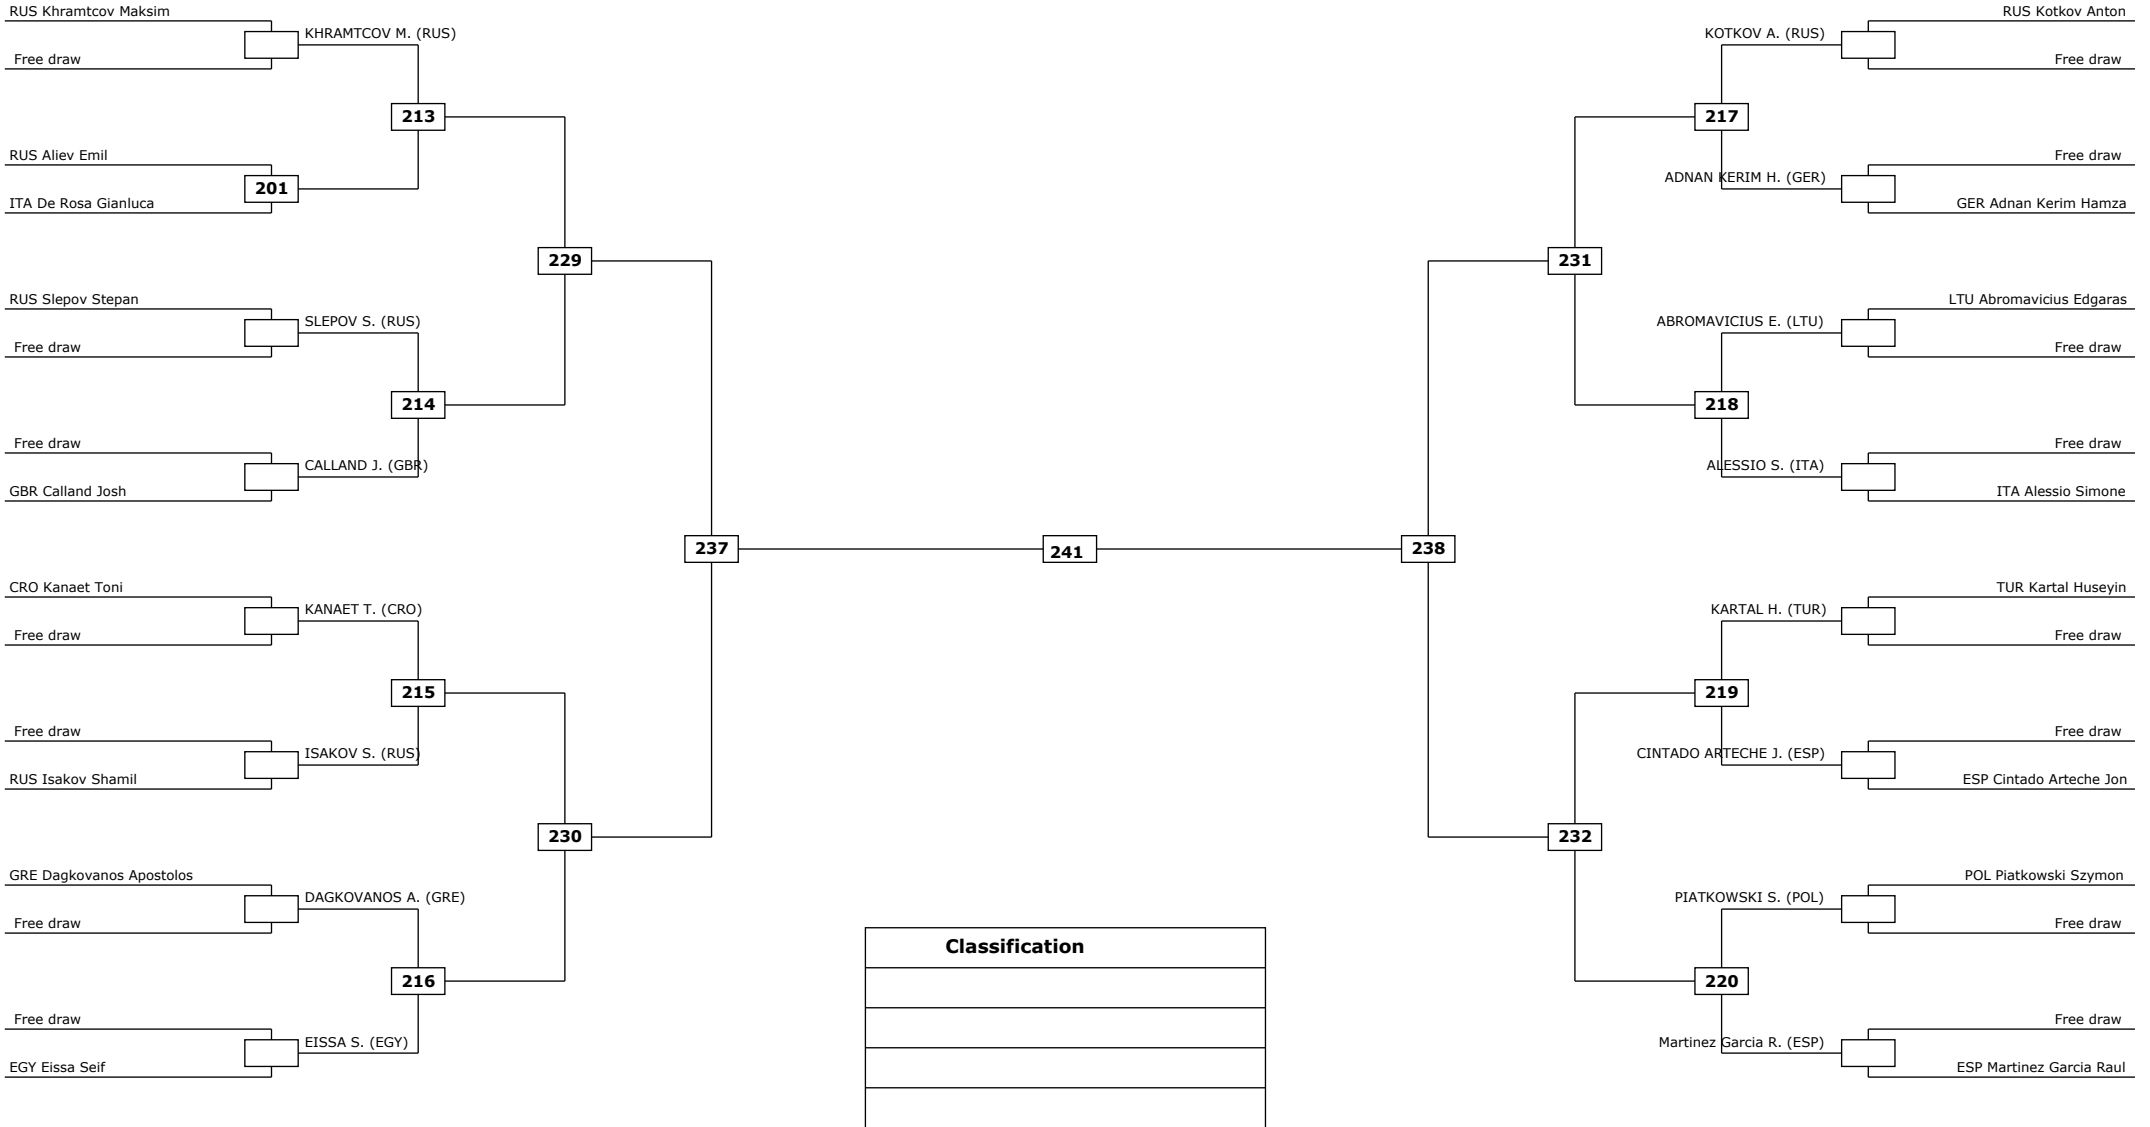 RUS Khramtcov Maksim
KHRAMTCOV M. (RUS)
Free draw
213
RUS Aliev Emil
201
ITA De Rosa Gianluca
229
RUS Slepov Stepan
SLEPOV S. (RUS)
Free draw
214
Free draw
CALLAND J. (GBR)
GBR Calland Josh
237
CRO Kanaet Toni
KANAET T. (CRO)
Free draw
215
Free draw
ISAKOV S. (RUS)
RUS Isakov Shamil
230
GRE Dagkovanos Apostolos
DAGKOVANOS A. (GRE)
Free draw
216
Free draw
EISSA S. (EGY)
EGY Eissa Seif
241
Classification
RUS Kotkov Anton
KOTKOV A. (RUS)
Free draw
217
Free draw
ADNAN KERIM H. (GER)
GER Adnan Kerim Hamza
231
LTU Abromavicius Edgaras
ABROMAVICIUS E. (LTU)
Free draw
218
Free draw
ALESSIO S. (ITA)
ITA Alessio Simone
238
TUR Kartal Huseyin
KARTAL H. (TUR)
Free draw
219
Free draw
CINTADO ARTECHE J. (ESP)
ESP Cintado Arteche Jon
232
POL Piatkowski Szymon
PIATKOWSKI S. (POL)
Free draw
220
Free draw
Martinez Garcia R. (ESP)
ESP Martinez Garcia Raul